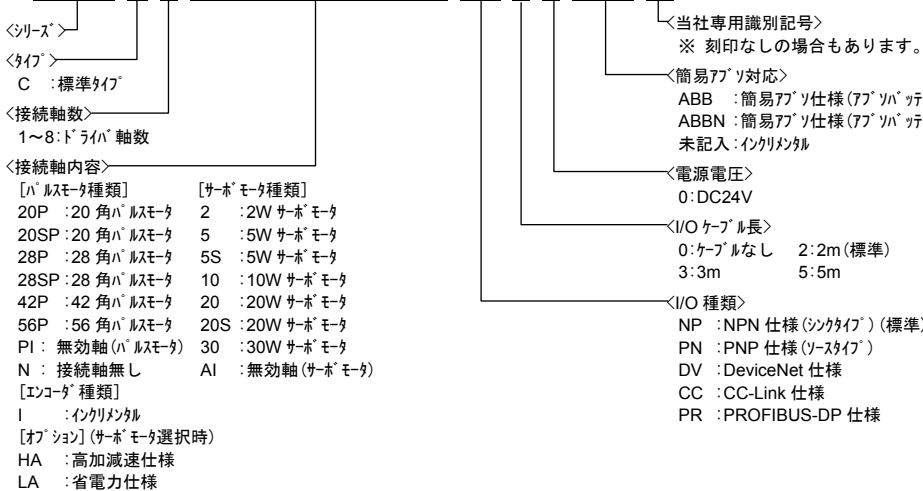 <シリーズ>
<タイプ>
C :標準タイプ
<接続軸数>
1~8:ドライバ軸数
<接続軸内容>
[パルスモータ種類] [サーボモータ種類]
20P :20 角パルスモータ 2 :2W サーボモータ
20SP :20 角パルスモータ 5 :5W サーボモータ
28P :28 角パルスモータ 5S :5W サーボモータ
28SP :28 角パルスモータ 10 :10W サーボモータ
42P :42 角パルスモータ 20 :20W サーボモータ
56P :56 角パルスモータ 20S :20W サーボモータ
PI : 無効軸(パルスモータ) 30 :30W サーボモータ
N : 接続軸無し AI :無効軸(サーボモータ)
[エンコーダ種類]
I :インクリメンタル
[オプション](サーボモータ選択時)
HA :高加減速仕様
LA :省電力仕様
<当社専用識別記号>
※ 刻印なしの場合もあります。
<簡易アブソ対応>
ABB :簡易アブソ仕様(アブソバッテ
ABBN :簡易アブソ仕様(アブソバッテ
未記入:インクリメンタル
<電源電圧>
0:DC24V
<I/O ケーブル長>
0:ケーブルなし 2:2m(標準)
3:3m 5:5m
<I/O 種類>
NP :NPN 仕様(シンクタイプ)(標準)
PN :PNP 仕様(ソースタイプ)
DV :DeviceNet 仕様
CC :CC-Link 仕様
PR :PROFIBUS-DP 仕様